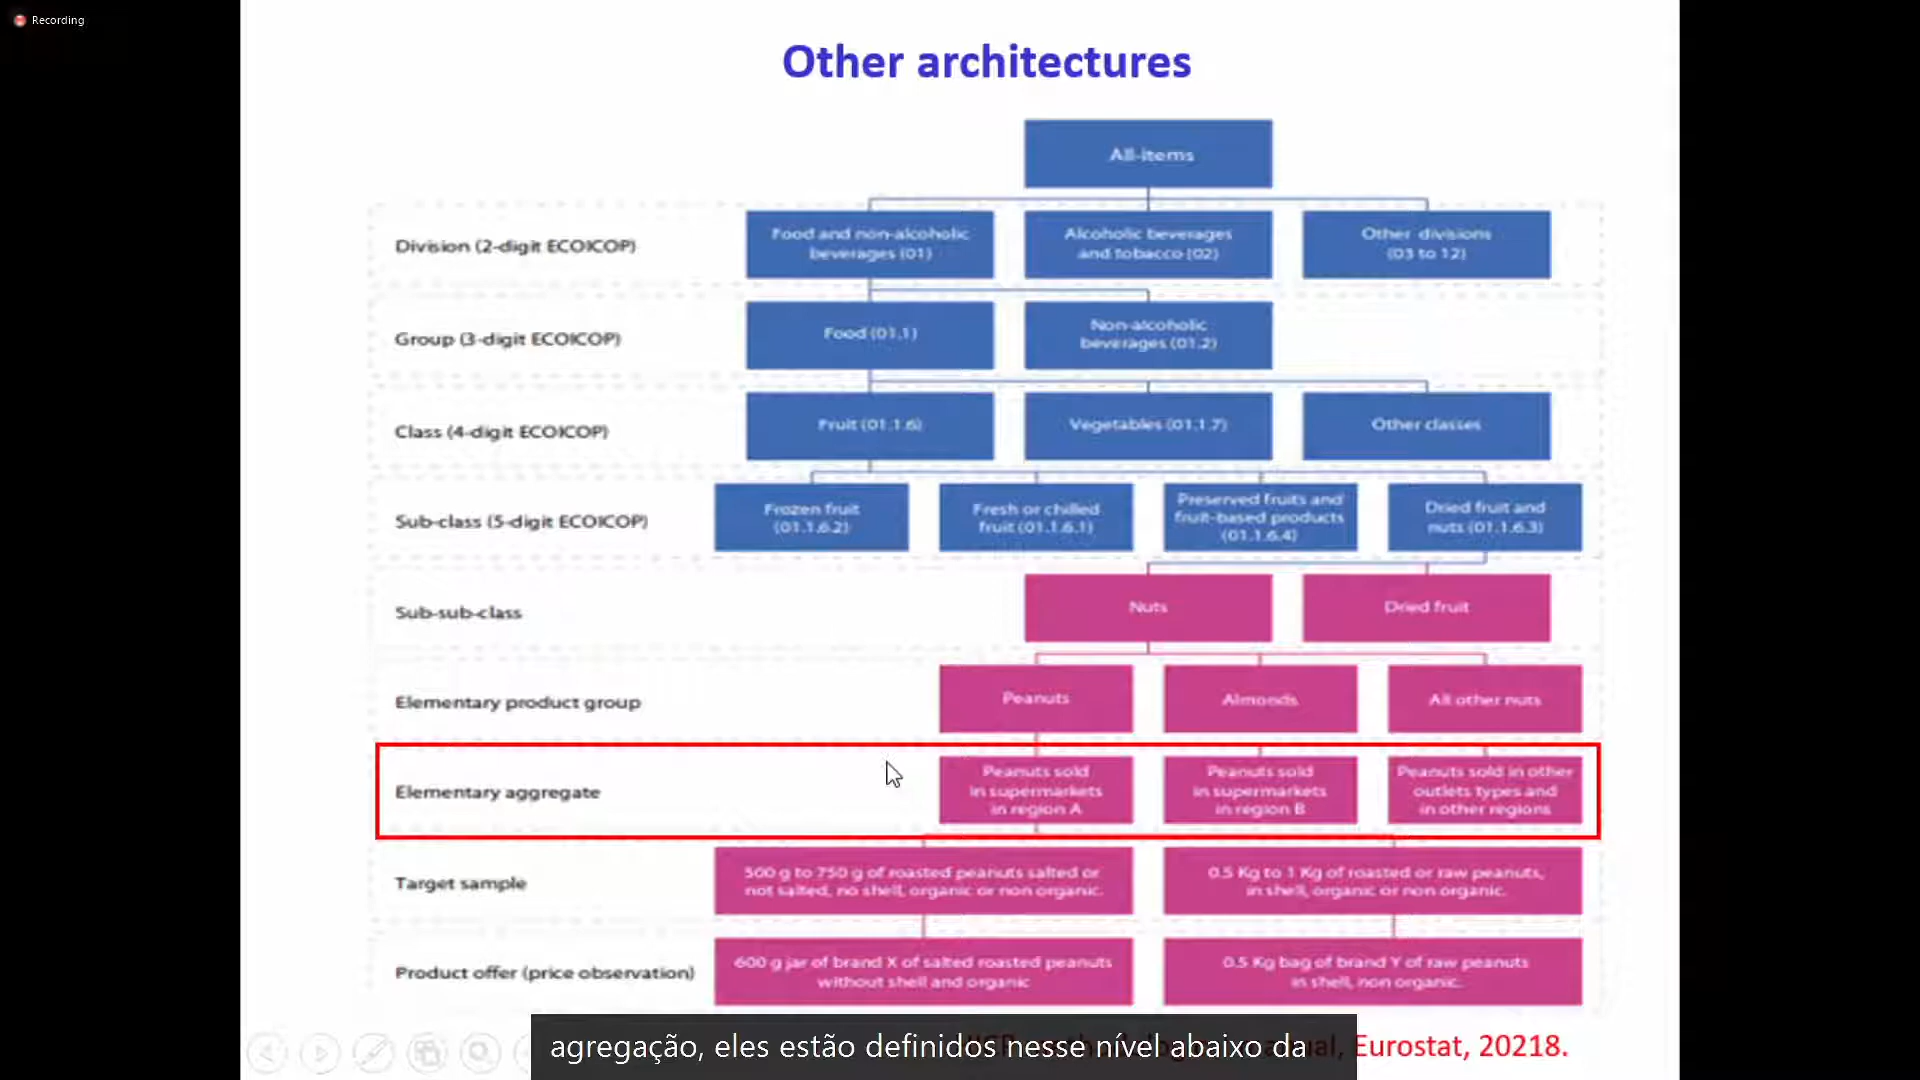 Recording
Other architectures
All-items
Division (2-digit ECOICOP)
Food and non-alcoholic
beverages (01)
Alcoholic beverages
and tobacco (02)
Other divisions
(03 to 12)
Group (3-digit ECOICOP)
Food (01.1)
Non-alcoholic
beverages (01.2)
Class (4-digit ECOICOP)
Fruit (01.1.6)
Vegetables (01.1.7)
Other classes
Sub-class (5-digit ECOICOP)
Frozen fruit
(01.1.6.2)
Fresh or chilled
fruit (01.1.6.1)
Preserved fruits and
fruit-based products
(01.1.6.4)
Dried fruit and
nuts (01.1.6.3)
Sub-sub-class
Nuts
Dried fruit
Elementary product group
Peanuts
Almonds
All other nuts
Elementary aggregate
Peanuts sold
in supermarkets
in region A
Peanuts sold
in supermarkets
in region B
Peanuts sold in other
outlets types and
in other regions
Target sample
500 g to 750 g of roasted peanuts salted or
not salted, no shell, organic or non organic.
0.5 Kg to 1 Kg of roasted or raw peanuts,
in shell, organic or non organic.
Product offer (price observation)
600 g jar of brand X of salted roasted peanuts
without shell and organic
0.5 Kg bag of brand Y of raw peanuts
in shell, non organic.
Eurostat, 20218.
agregação, eles estão definidos nesse nível abaixo da